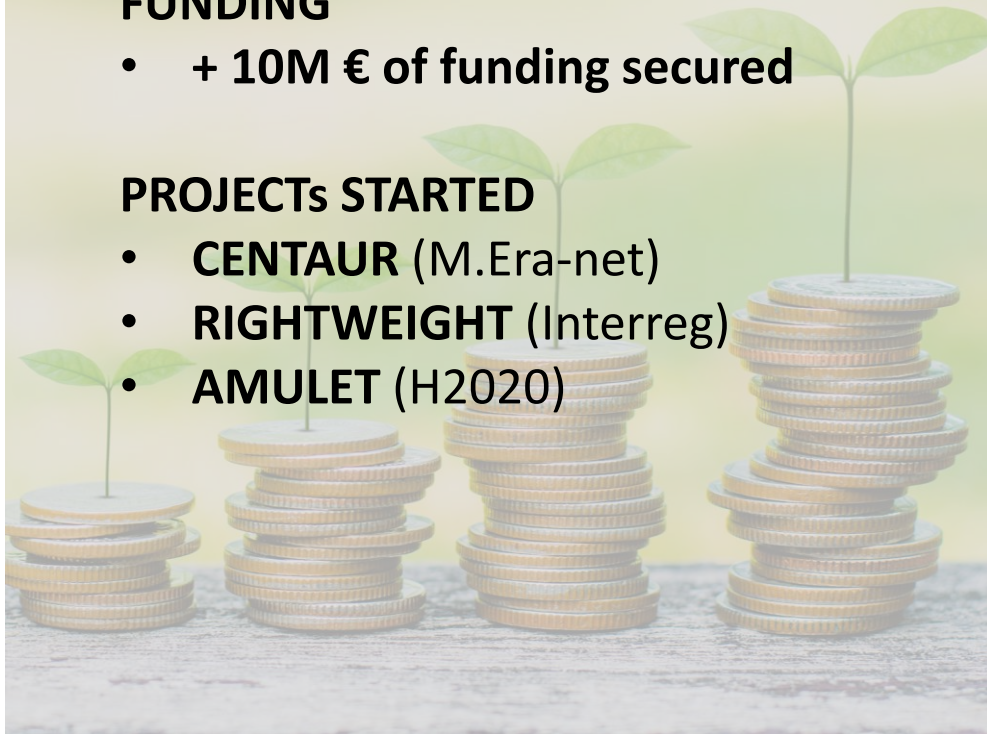 FUNDING
• + 10M € of funding secured
PROJECTs STARTED
• CENTAUR (M.Era-net)
• RIGHTWEIGHT (Interreg)
• AMULET (H2020)